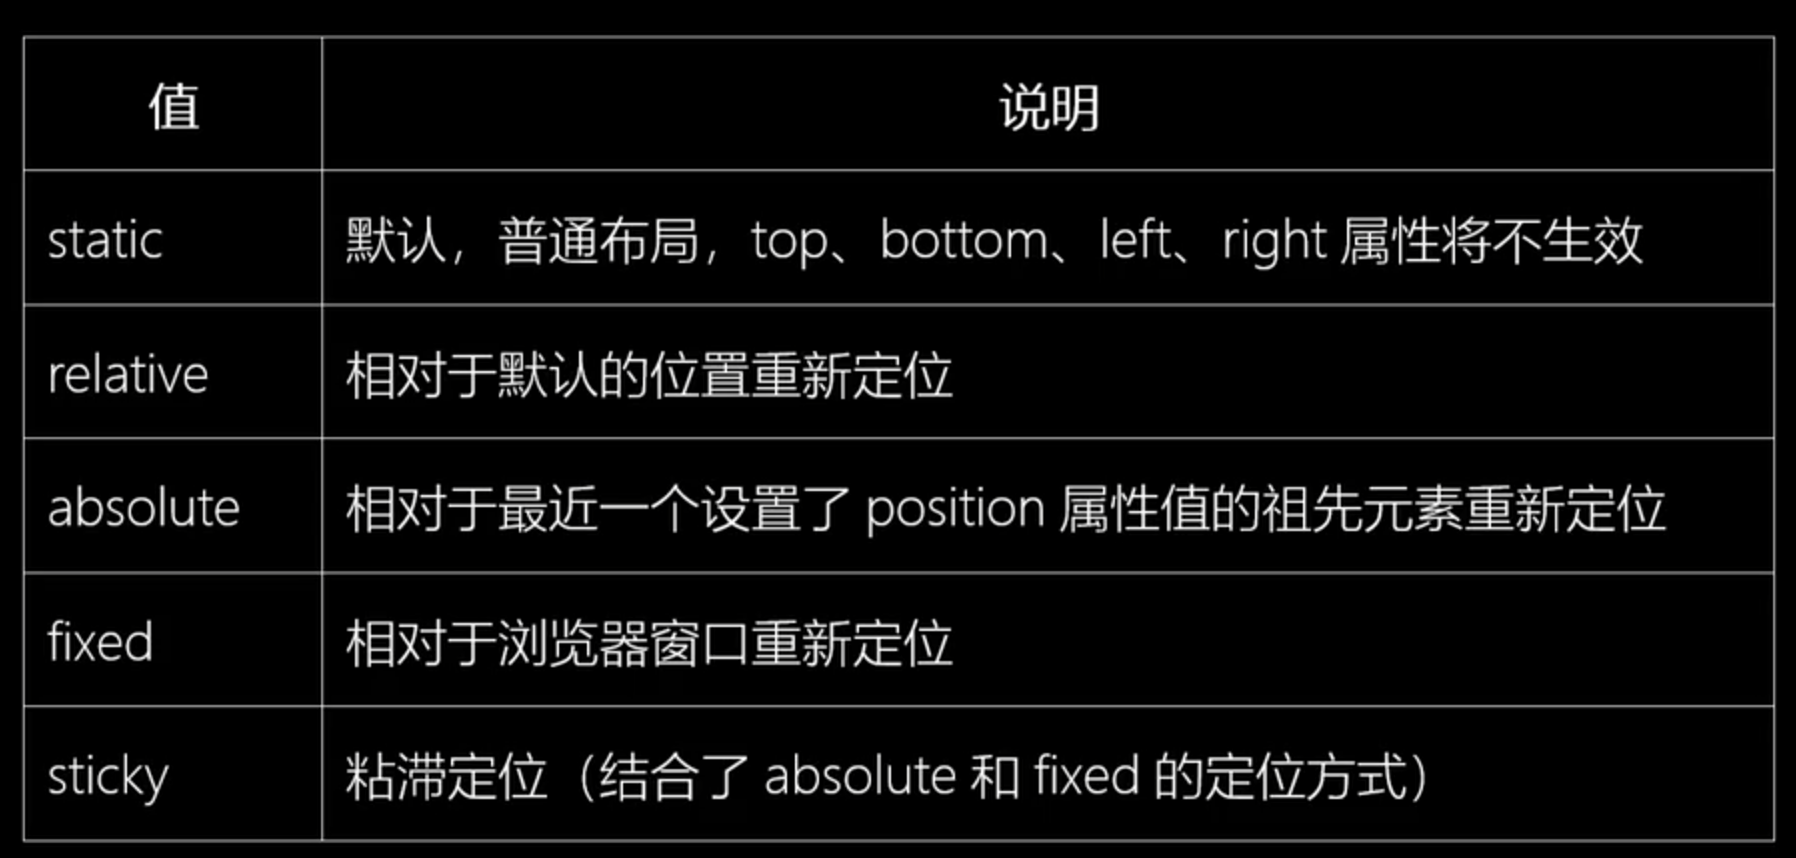 值 说明
static 默认，普通布局，top、bottom、left、right 属性将不生效
relative 相对于默认的位置重新定位
absolute 相对于最近一个设置了 position 属性值的祖先元素重新定位
fixed 相对于浏览器窗口重新定位
sticky 粘滞定位（结合了 absolute 和 fixed 的定位方式）